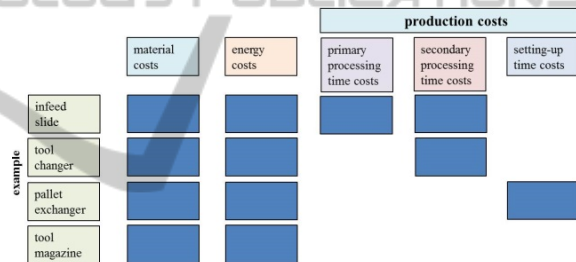 production costs
material costs
energy costs
primary processing time costs
secondary processing time costs
setting-up time costs
example
infeed slide
tool changer
pallet exchanger
tool magazine